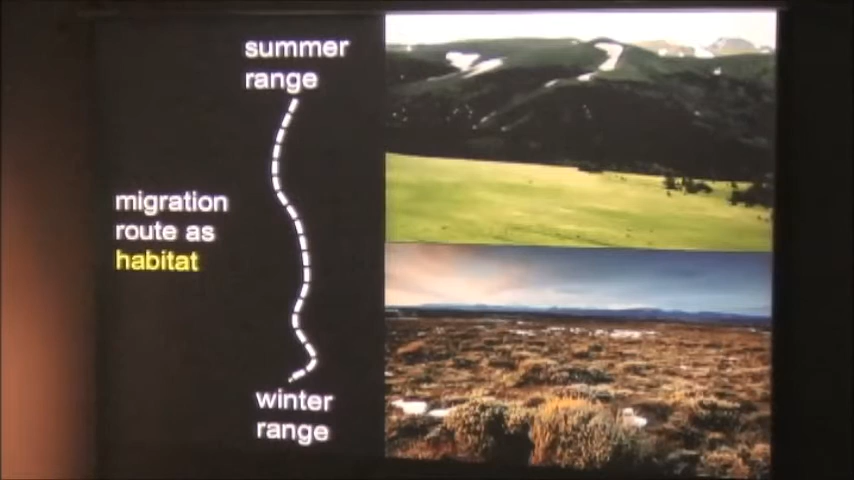 summer
range
migration
route as
habitat
winter
range